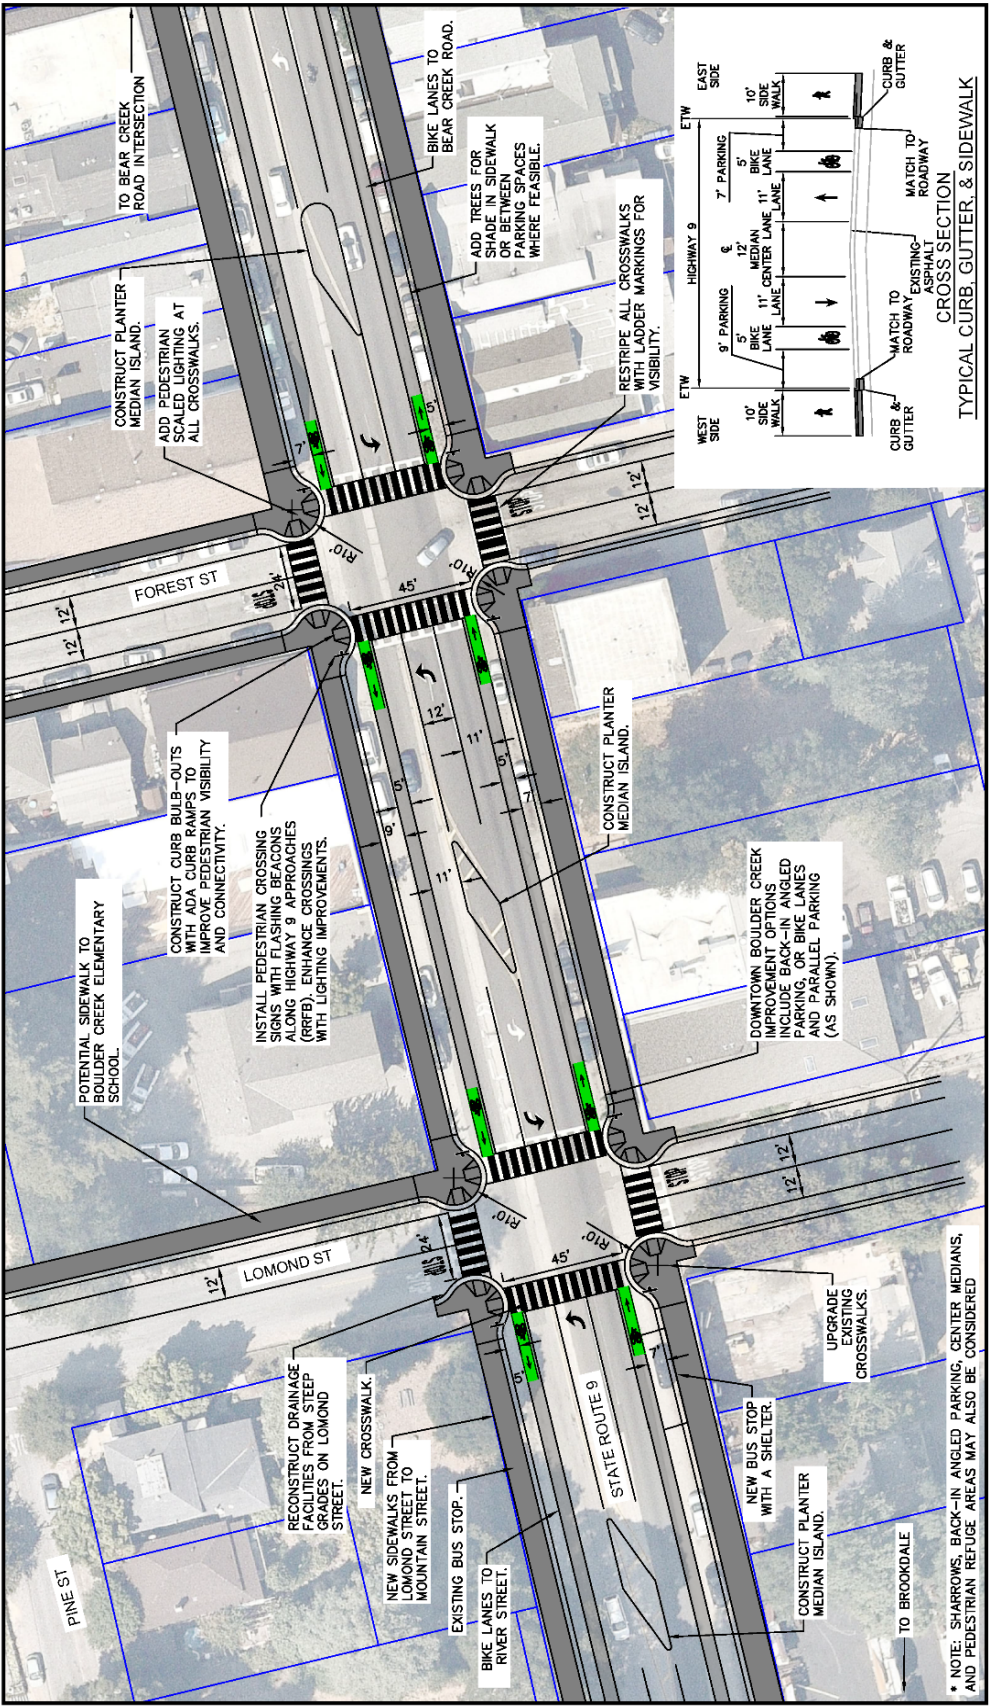 TO BEAR CREEK
ROAD INTERSECTION
CONSTRUCT PLANTER
MEDIAN ISLAND.
ADD PEDESTRIAN
SCALED LIGHTING AT
ALL CROSSWALKS.
BIKE LANES TO
BEAR CREEK ROAD.
ADD TREES FOR
SHADE IN SIDEWALK
OR BETWEEN
PARKING SPACES
WHERE FEASIBLE.
RESTRIPE ALL CROSSWALKS
WITH LADDER MARKINGS FOR
VISIBILITY.
7'
5'
FOREST ST
12'
12'
24'
STOP
R10'
R10'
45'
STOP
12'
12'
CONSTRUCT CURB BULB-OUTS
WITH ADA CURB RAMPS TO
IMPROVE PEDESTRIAN VISIBILITY
AND CONNECTIVITY.
INSTALL PEDESTRIAN CROSSING
SIGNS WITH FLASHING BEACONS
ALONG HIGHWAY 9 APPROACHES
(RRFB). ENHANCE CROSSINGS
WITH LIGHTING IMPROVEMENTS.
POTENTIAL SIDEWALK TO
BOULDER CREEK ELEMENTARY
SCHOOL.
9'
5'
11'
12'
11'
5'
7'
CONSTRUCT PLANTER
MEDIAN ISLAND.
DOWNTOWN BOULDER CREEK
IMPROVEMENT OPTIONS
INCLUDE BACK-IN ANGLED
PARKING, OR BIKE LANES
AND PARALLEL PARKING
(AS SHOWN).
LOMOND ST
12'
24'
STOP
R10'
R10'
45'
STOP
12'
12'
RECONSTRUCT DRAINAGE
FACILITIES FROM STEEP
GRADES ON LOMOND
STREET.
NEW CROSSWALK.
NEW SIDEWALKS FROM
LOMOND STREET TO
MOUNTAIN STREET.
EXISTING BUS STOP.
BIKE LANES TO
RIVER STREET.
PINE ST
5'
7'
STATE ROUTE 9
UPGRADE
EXISTING
CROSSWALKS.
NEW BUS STOP
WITH A SHELTER.
CONSTRUCT PLANTER
MEDIAN ISLAND.
TO BROOKDALE
* NOTE: SHARROWS, BACK-IN ANGLED PARKING, CENTER MEDIANS,
AND PEDESTRIAN REFUGE AREAS MAY ALSO BE CONSIDERED
WEST
SIDE
ETW
HIGHWAY 9
ETW
EAST
SIDE
10'
SIDE
WALK
9' PARKING
5'
BIKE
LANE
11'
LANE
℄
12'
MEDIAN
CENTER LANE
11'
LANE
7' PARKING
5'
BIKE
LANE
10'
SIDE
WALK
CURB &
GUTTER
MATCH TO
ROADWAY
EXISTING
ASPHALT
MATCH TO
ROADWAY
CURB &
GUTTER
CROSS SECTION
TYPICAL CURB, GUTTER, & SIDEWALK